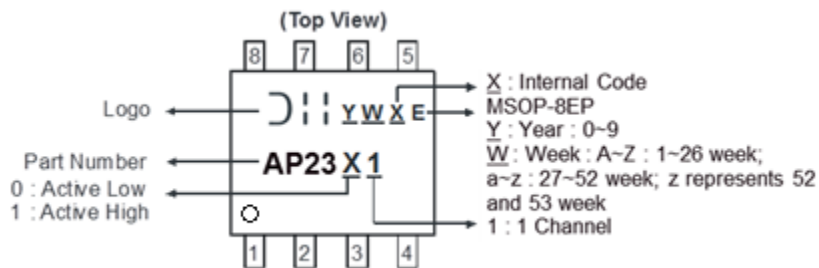 (Top View)
8 7 6 5
Logo
Y W X E
X : Internal Code
MSOP-8EP
Y : Year : 0~9
W : Week : A~Z : 1~26 week;
a~z : 27~52 week; z represents 52
and 53 week
1 : 1 Channel
Part Number
AP23 X 1
0 : Active Low
1 : Active High
1 2 3 4